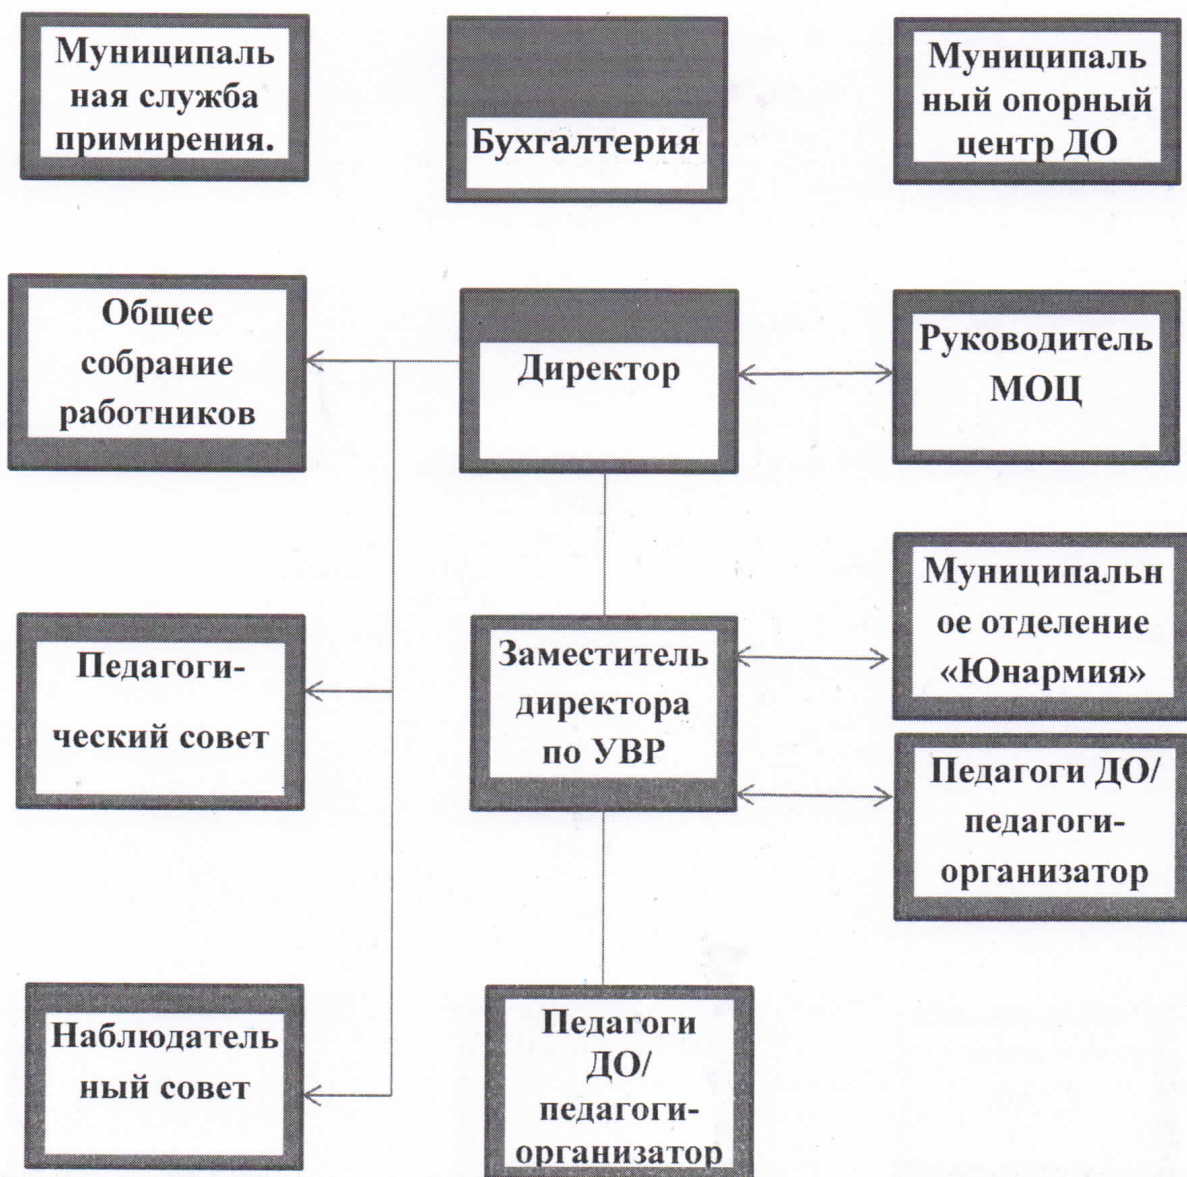 Муниципаль
ная служба
примирения.
Бухгалтерия
Муниципаль
ный опорный
центр ДО
Общее
собрание
работников
Директор
Руководитель
МОЦ
Педагоги-
ческий совет
Заместитель
директора
по УВР
Муниципальн
ое отделение
«Юнармия»
Педагоги ДО/
педагоги-
организатор
Наблюдатель
ный совет
Педагоги
ДО/
педагоги-
организатор